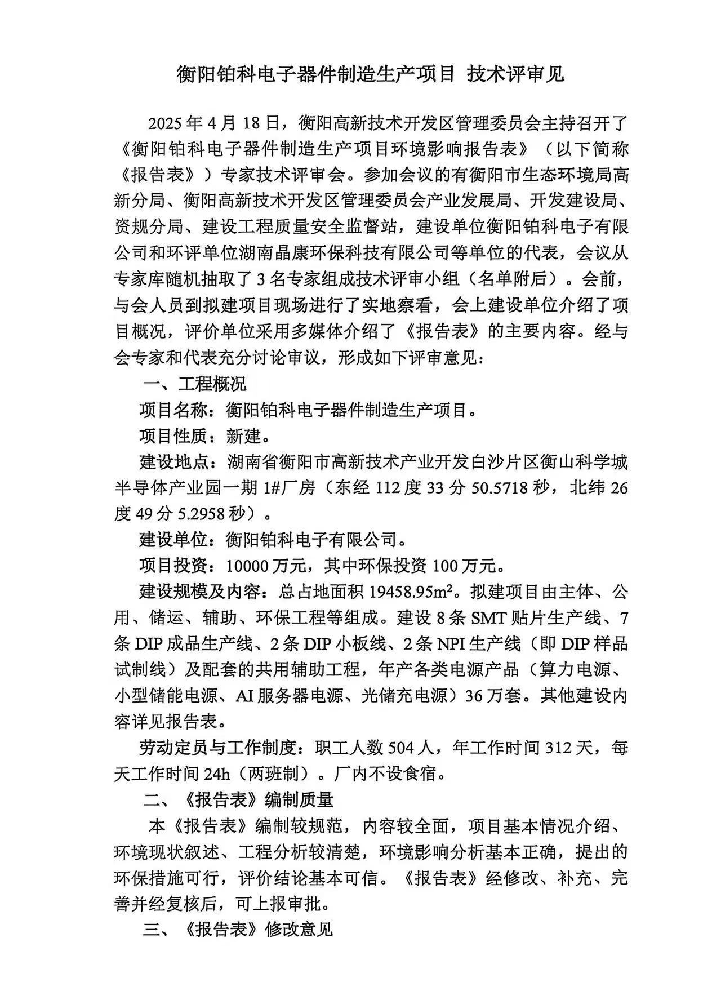 衡阳铂科电子器件制造生产项目 技术评审见
2025 年 4 月 18 日，衡阳高新技术开发区管理委员会主持召开了
《衡阳铂科电子器件制造生产项目环境影响报告表》（以下简称
《报告表》）专家技术评审会。参加会议的有衡阳市生态环境局高
新分局、衡阳高新技术开发区管理委员会产业发展局、开发建设局、
资规分局、建设工程质量安全监督站，建设单位衡阳铂科电子有限
公司和环评单位湖南晶康环保科技有限公司等单位的代表，会议从
专家库随机抽取了 3 名专家组成技术评审小组（名单附后）。会前，
与会人员到拟建项目现场进行了实地察看，会上建设单位介绍了项
目概况，评价单位采用多媒体介绍了《报告表》的主要内容。经与
会专家和代表充分讨论审议，形成如下评审意见：
一、工程概况
项目名称：衡阳铂科电子器件制造生产项目。
项目性质：新建。
建设地点：湖南省衡阳市高新技术产业开发白沙片区衡山科学城
半导体产业园一期 1#厂房（东经 112 度 33 分 50.5718 秒，北纬 26
度 49 分 5.2958 秒）。
建设单位：衡阳铂科电子有限公司。
项目投资：10000 万元，其中环保投资 100 万元。
建设规模及内容：总占地面积 19458.95m²。拟建项目由主体、公
用、储运、辅助、环保工程等组成。建设 8 条 SMT 贴片生产线、7
条 DIP 成品生产线、2 条 DIP 小板线、2 条 NPI 生产线（即 DIP 样品
试制线）及配套的共用辅助工程，年产各类电源产品（算力电源、
小型储能电源、AI 服务器电源、光储充电源）36 万套。其他建设内
容详见报告表。
劳动定员与工作制度：职工人数 504 人，年工作时间 312 天，每
天工作时间 24h（两班制）。厂内不设食宿。
二、《报告表》编制质量
本《报告表》编制较规范，内容较全面，项目基本情况介绍、
环境现状叙述、工程分析较清楚，环境影响分析基本正确，提出的
环保措施可行，评价结论基本可信。《报告表》经修改、补充、完
善并经复核后，可上报审批。
三、《报告表》修改意见